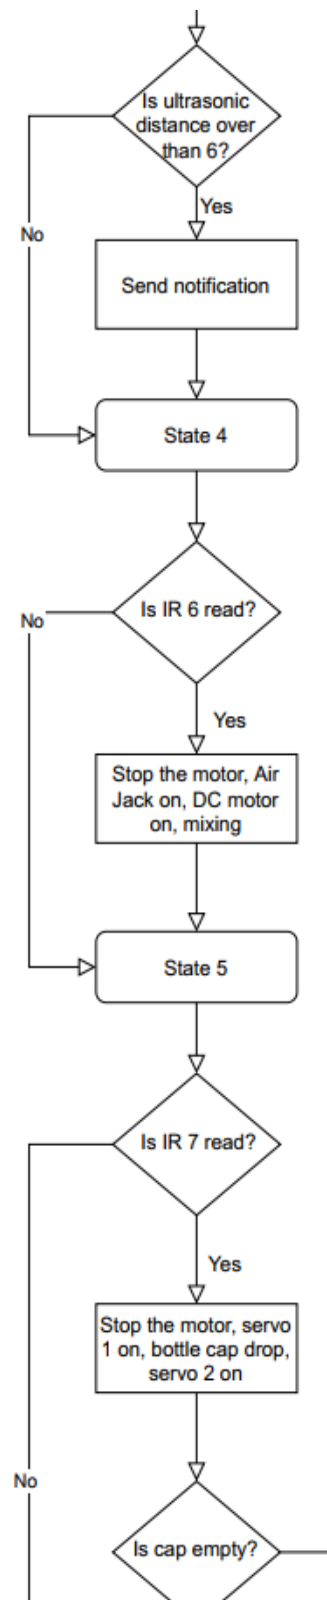 Is ultrasonic
distance over
than 6?
Yes
No
Send notification
State 4
Is IR 6 read?
No
Yes
Stop the motor, Air
Jack on, DC motor
on, mixing
State 5
Is IR 7 read?
Yes
Stop the motor, servo
1 on, bottle cap drop,
servo 2 on
No
Is cap empty?